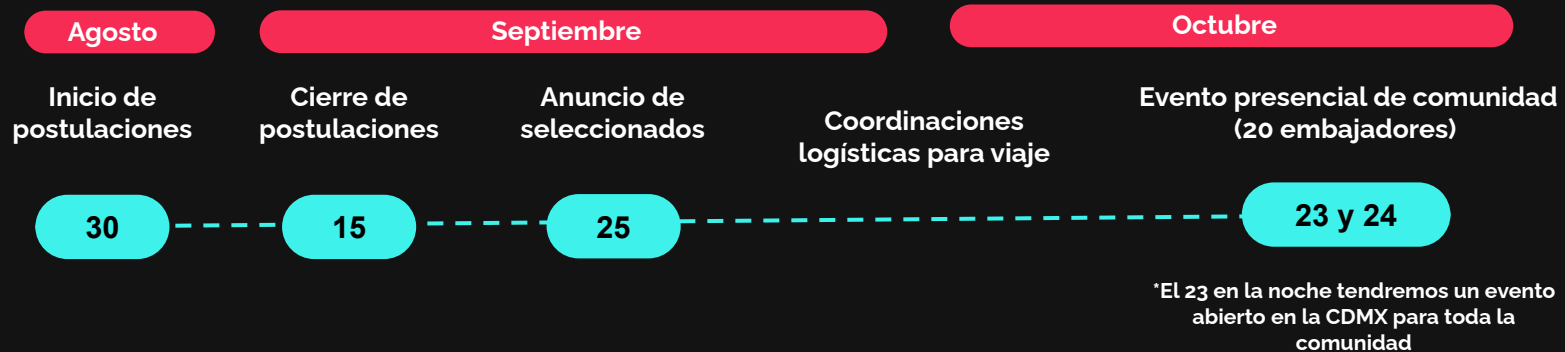 Agosto
Septiembre
Octubre
Inicio de
postulaciones
Cierre de
postulaciones
Anuncio de
seleccionados
Coordinaciones
logísticas para viaje
Evento presencial de comunidad
(20 embajadores)
30
15
25
23 y 24
*El 23 en la noche tendremos un evento
abierto en la CDMX para toda la
comunidad